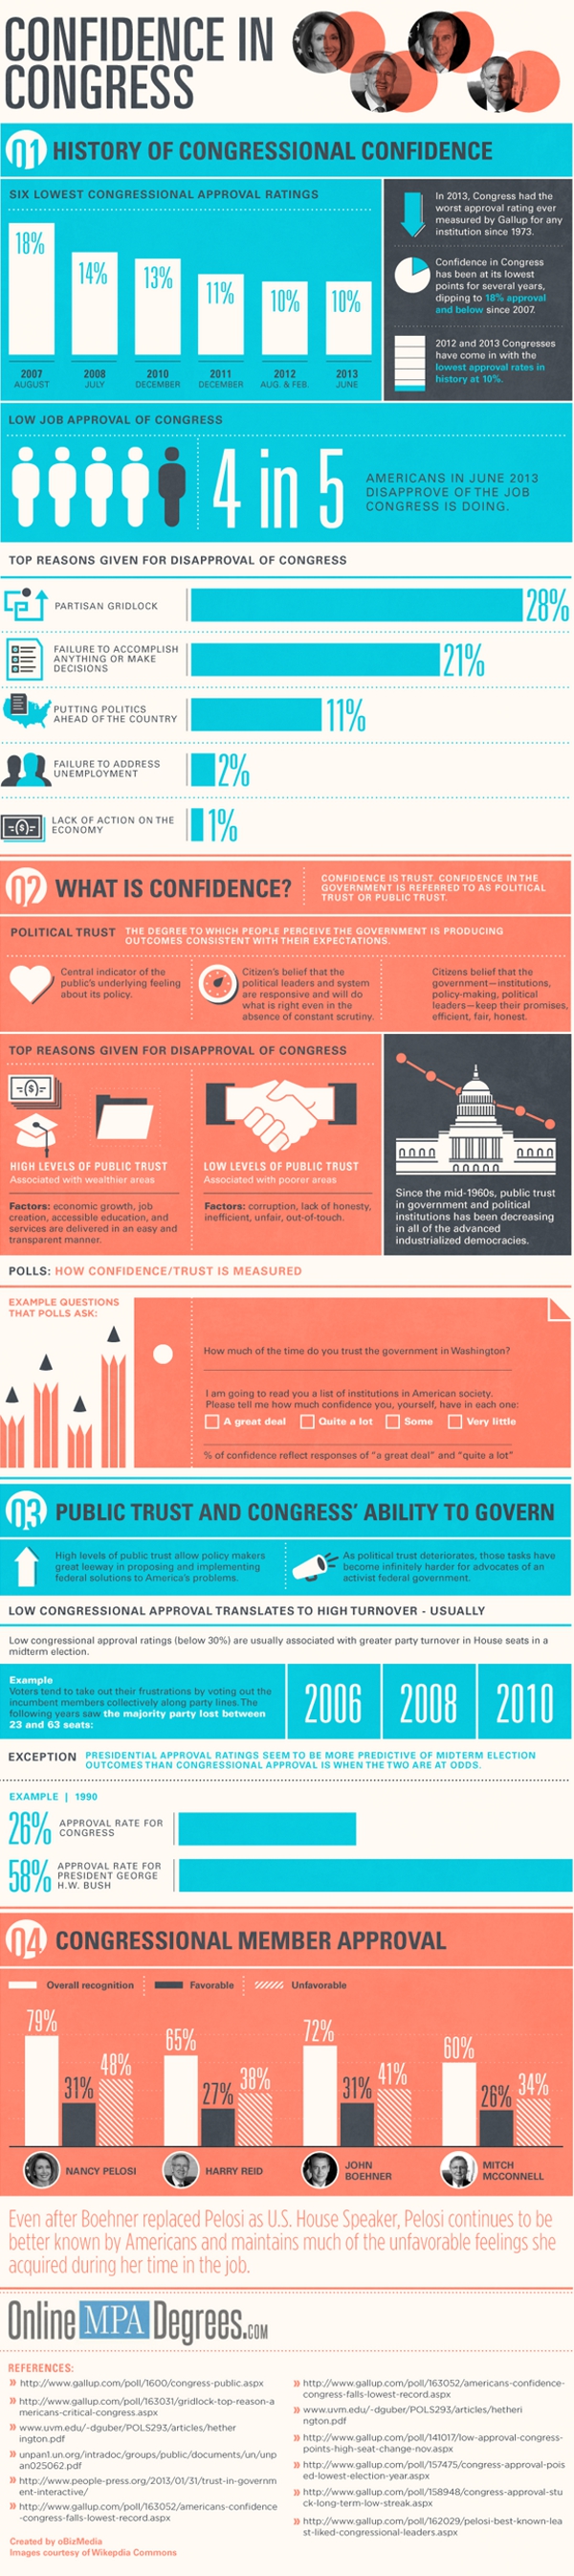 CONFIDENCE IN
CONGRESS
01 HISTORY OF CONGRESSIONAL CONFIDENCE
SIX LOWEST CONGRESSIONAL APPROVAL RATINGS
18%
14%
13%
11%
10%
10%
2007
AUGUST
2008
JULY
2010
DECEMBER
2011
DECEMBER
2012
AUG. & FEB.
2013
JUNE
In 2013, Congress had the
worst approval rating ever
measured by Gallup for any
institution since 1973.
Confidence in Congress
has been at its lowest
points for several years,
dipping to 18% approval
and below since 2007.
2012 and 2013 Congresses
have come in with the
lowest approval rates in
history at 10%.
LOW JOB APPROVAL OF CONGRESS
4 in 5
AMERICANS IN JUNE 2013
DISAPPROVE OF THE JOB
CONGRESS IS DOING.
TOP REASONS GIVEN FOR DISAPPROVAL OF CONGRESS
PARTISAN GRIDLOCK
28%
FAILURE TO ACCOMPLISH
ANYTHING OR MAKE
DECISIONS
21%
PUTTING POLITICS
AHEAD OF THE COUNTRY
11%
FAILURE TO ADDRESS
UNEMPLOYMENT
2%
LACK OF ACTION ON THE
ECONOMY
1%
02 WHAT IS CONFIDENCE?
CONFIDENCE IS TRUST. CONFIDENCE IN THE
GOVERNMENT IS REFERRED TO AS POLITICAL
TRUST OR PUBLIC TRUST.
POLITICAL TRUST
THE DEGREE TO WHICH PEOPLE PERCEIVE THE GOVERNMENT IS PRODUCING
OUTCOMES CONSISTENT WITH THEIR EXPECTATIONS.
Central indicator of the
public's underlying feeling
about its policy.
Citizen's belief that the
political leaders and system
are responsive and will do
what is right even in the
absence of constant scrutiny.
Citizens belief that the
government—institutions,
policy-making, political
leaders—keep their promises,
efficient, fair, honest.
TOP REASONS GIVEN FOR DISAPPROVAL OF CONGRESS
HIGH LEVELS OF PUBLIC TRUST
Associated with wealthier areas
Factors: economic growth, job
creation, accessible education, and
services are delivered in an easy and
transparent manner.
LOW LEVELS OF PUBLIC TRUST
Associated with poorer areas
Factors: corruption, lack of honesty,
inefficient, unfair, out-of-touch.
Since the mid-1960s, public trust
in government and political
institutions has been decreasing
in all of the advanced
industrialized democracies.
POLLS: HOW CONFIDENCE/TRUST IS MEASURED
EXAMPLE QUESTIONS
THAT POLLS ASK:
How much of the time do you trust the government in Washington?
I am going to read you a list of institutions in American society.
Please tell me how much confidence you, yourself, have in each one:
A great deal
Quite a lot
Some
Very little
% of confidence reflect responses of "a great deal" and "quite a lot"
03 PUBLIC TRUST AND CONGRESS' ABILITY TO GOVERN
High levels of public trust allow policy makers
great leeway in proposing and implementing
federal solutions to America's problems.
As political trust deteriorates, those tasks have
become infinitely harder for advocates of an
activist federal government.
LOW CONGRESSIONAL APPROVAL TRANSLATES TO HIGH TURNOVER - USUALLY
Low congressional approval ratings (below 30%) are usually associated with greater party turnover in House seats in a
midterm election.
Example
Voters tend to take out their frustrations by voting out the
incumbent members collectively along party lines. The
following years saw the majority party lost between
23 and 63 seats:
2006
2008
2010
EXCEPTION
PRESIDENTIAL APPROVAL RATINGS SEEM TO BE MORE PREDICTIVE OF MIDTERM ELECTION
OUTCOMES THAN CONGRESSIONAL APPROVAL IS WHEN THE TWO ARE AT ODDS.
EXAMPLE | 1990
26%
APPROVAL RATE FOR
CONGRESS
58%
APPROVAL RATE FOR
PRESIDENT GEORGE
H.W. BUSH
04 CONGRESSIONAL MEMBER APPROVAL
Overall recognition
Favorable
Unfavorable
79%
31%
48%
65%
27%
38%
72%
31%
41%
60%
26%
34%
NANCY PELOSI
HARRY REID
JOHN
BOEHNER
MITCH
MCCONNELL
Even after Boehner replaced Pelosi as U.S. House Speaker, Pelosi continues to be
better known by Americans and maintains much of the unfavorable feelings she
acquired during her time in the job.
Online MPA Degrees.COM
REFERENCES:
» http://www.gallup.com/poll/1600/congress-public.aspx
» http://www.gallup.com/poll/163031/gridlock-top-reason-a
mericans-critical-congress.aspx
» www.uvm.edu/-dguber/POLS293/articles/hether
ington.pdf
» unpan1.un.org/intradoc/groups/public/documents/un/unp
an025062.pdf
» http://www.people-press.org/2013/01/31/trust-in-governm
ent-interactive/
» http://www.gallup.com/poll/163052/americans-confidence
-congress-falls-lowest-record.aspx
» http://www.gallup.com/poll/163052/americans-confidence-
congress-falls-lowest-record.aspx
» www.uvm.edu/-dguber/POLS293/articles/hetheri
ngton.pdf
» http://www.gallup.com/poll/141017/low-approval-congress-
points-high-seat-change-nov.aspx
» http://www.gallup.com/poll/157475/congress-approval-pois
ed-lowest-election-year.aspx
» http://www.gallup.com/poll/158948/congress-approval-stu
ck-long-term-low-streak.aspx
» http://www.gallup.com/poll/162029/pelosi-best-known-lea
st-liked-congressional-leaders.aspx
Created by oBizMedia
Images courtesy of Wikepdia Commons